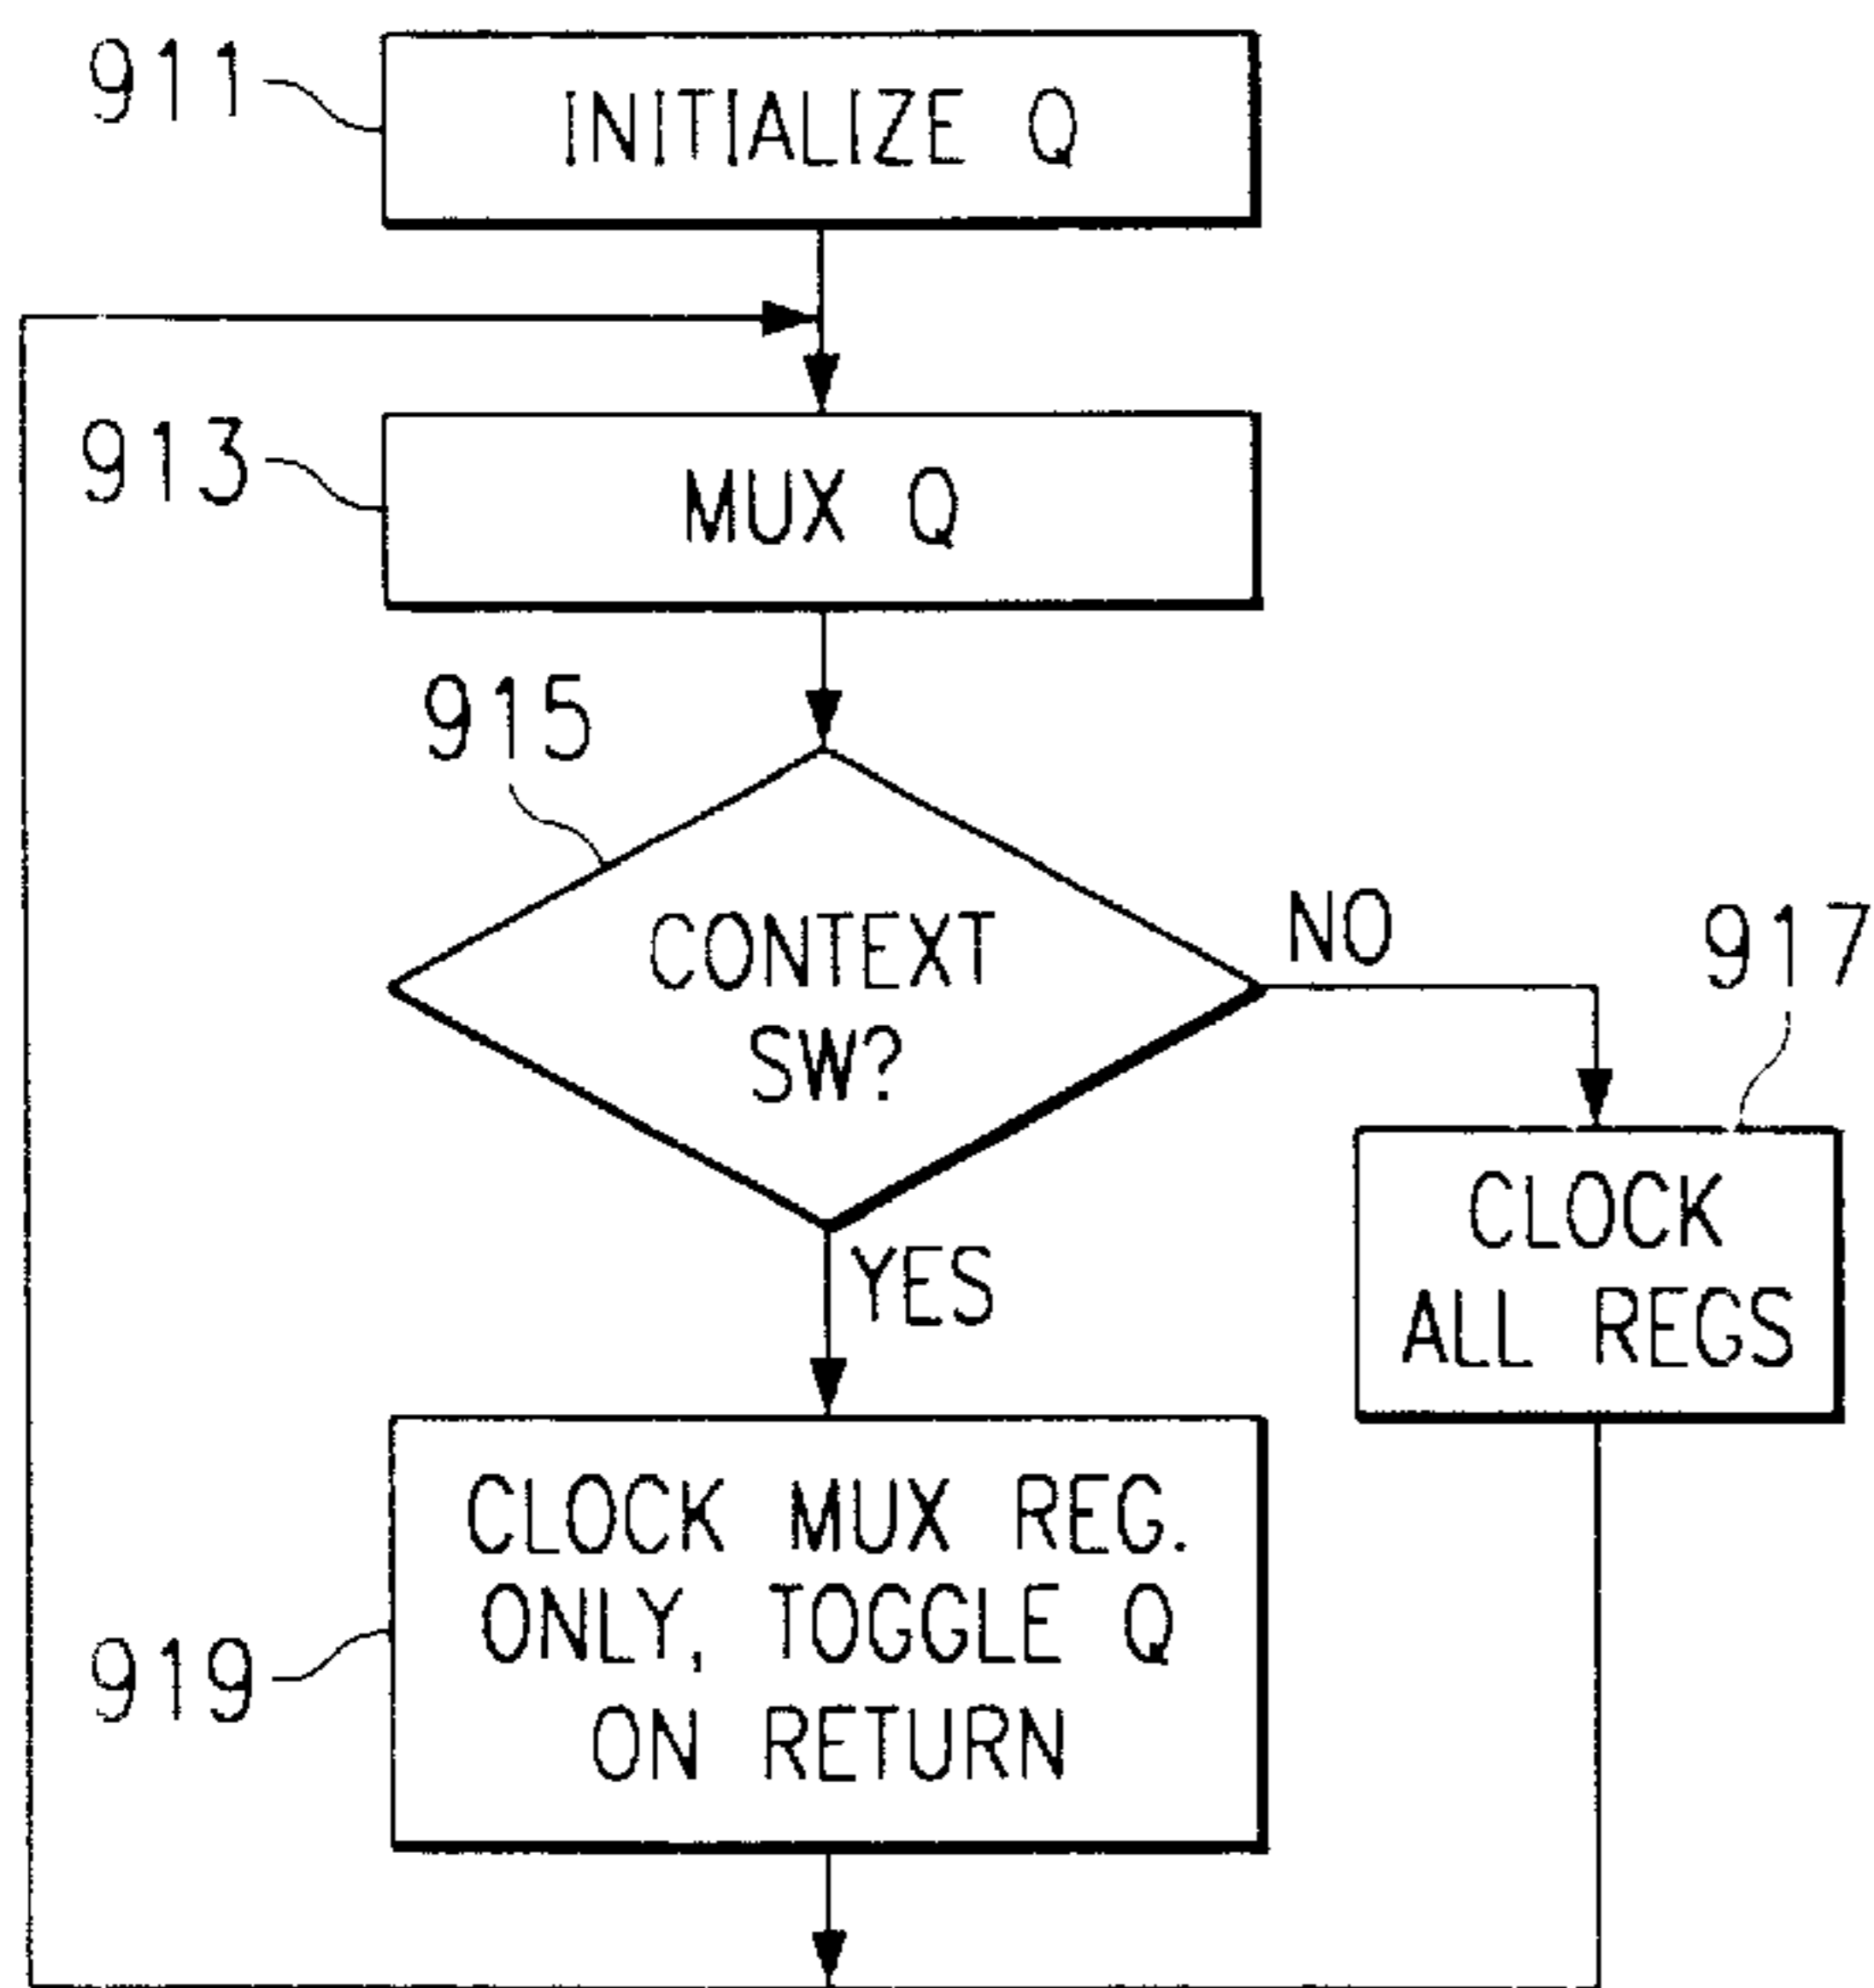 911
INITIALIZE Q
913
MUX Q
915
CONTEXT
SW?
NO
917
CLOCK
ALL REGS
YES
CLOCK MUX REG.
ONLY, TOGGLE Q
ON RETURN
919